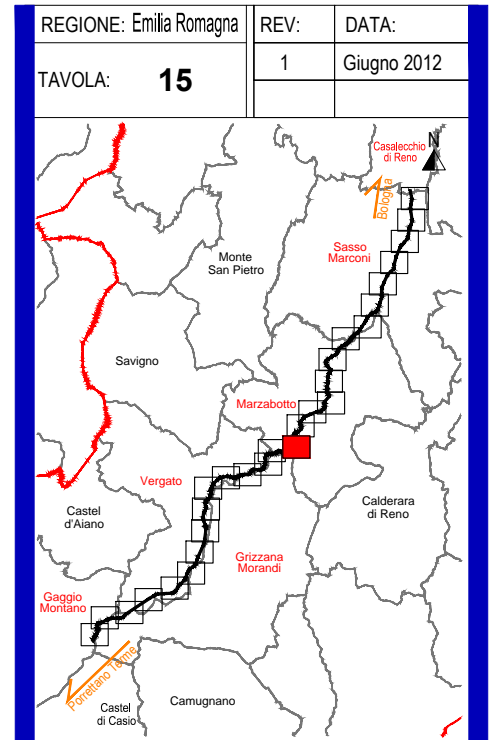 REGIONE: Emilia Romagna
REV:
DATA:
TAVOLA: 15
1
Giugno 2012
Casalecchio
di Reno
N
Bologna
Sasso
Marconi
Monte
San Pietro
Savigno
Marzabotto
Vergato
Castel
d'Aiano
Calderara
di Reno
Grizzana
Morandi
Gaggio
Montano
Porrettano Terme
Castel
di Casio
Camugnano